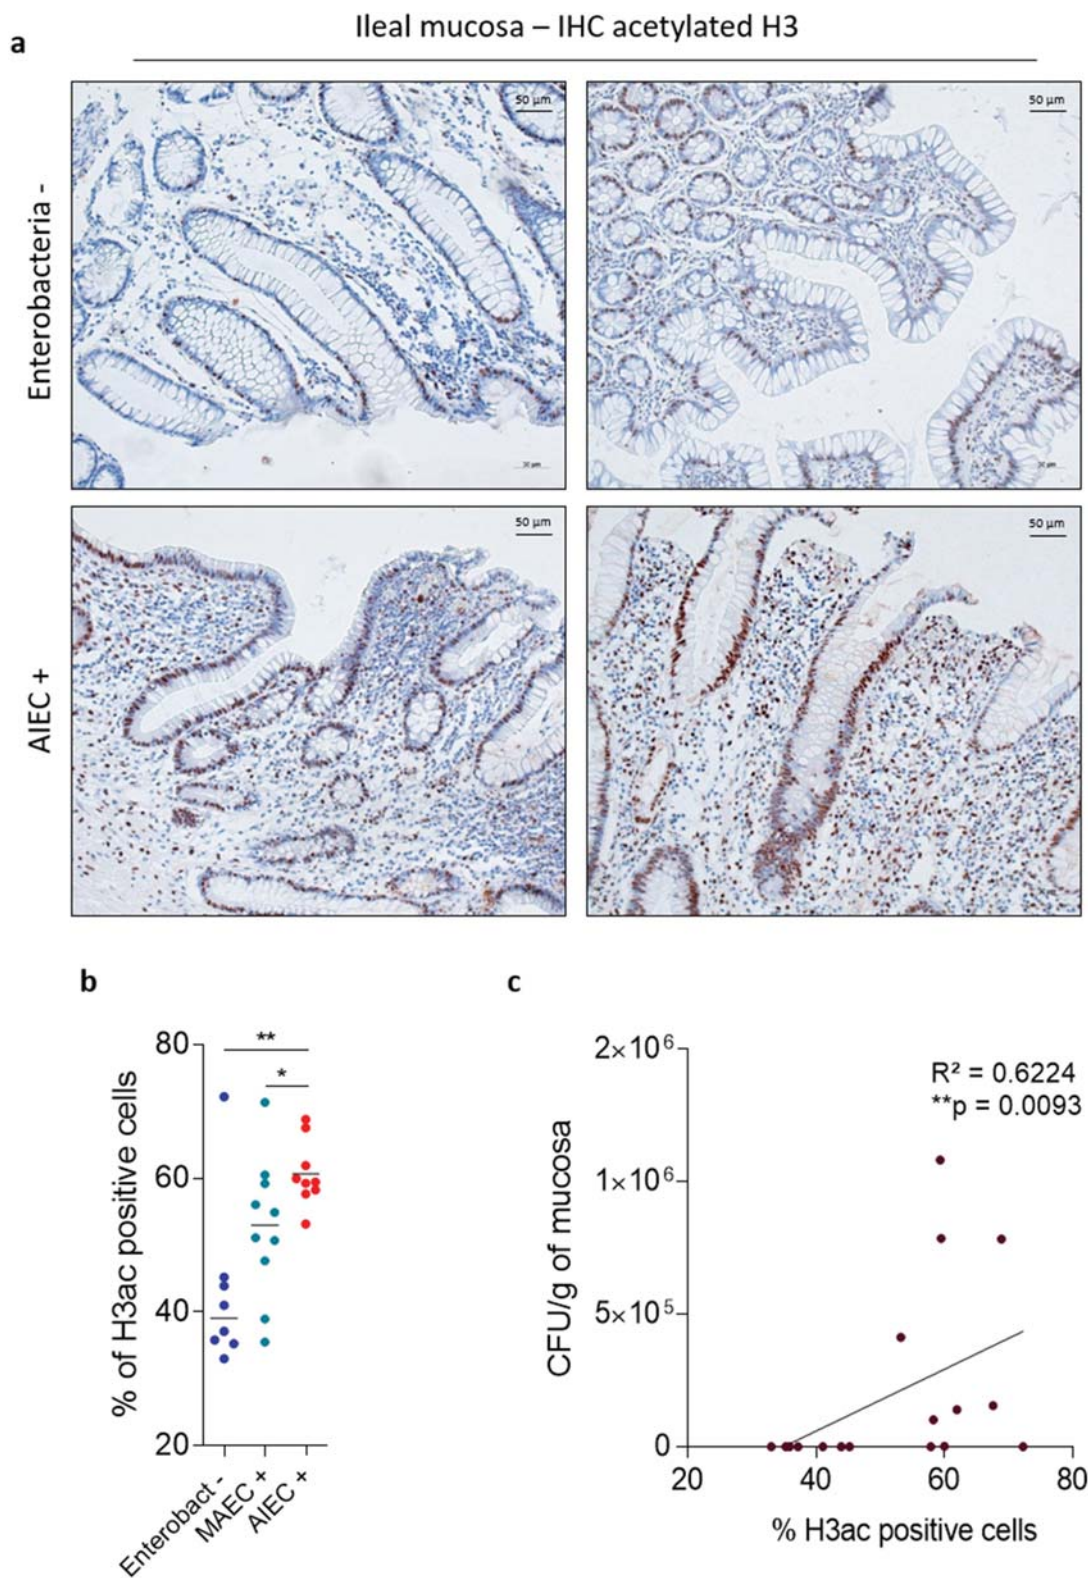 a
Ileal mucosa – IHC acetylated H3
Enterobacteria -
50 µm
50 µm
AIEC +
50 µm
50 µm
b
% of H3ac positive cells
80
60
40
20
**
*
Enterobact -
MAEC +
AIEC +
c
CFU/g of mucosa
2×10⁶
1×10⁶
5×10⁵
0
R² = 0.6224
**p = 0.0093
20
40
60
80
% H3ac positive cells